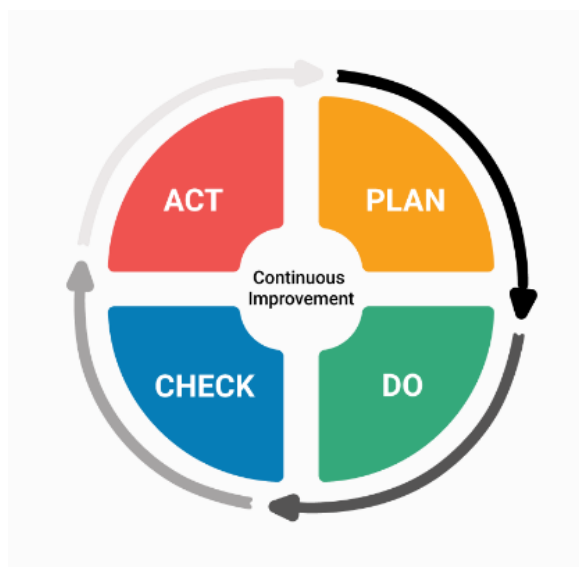 ACT
PLAN
Continuous
Improvement
CHECK
DO